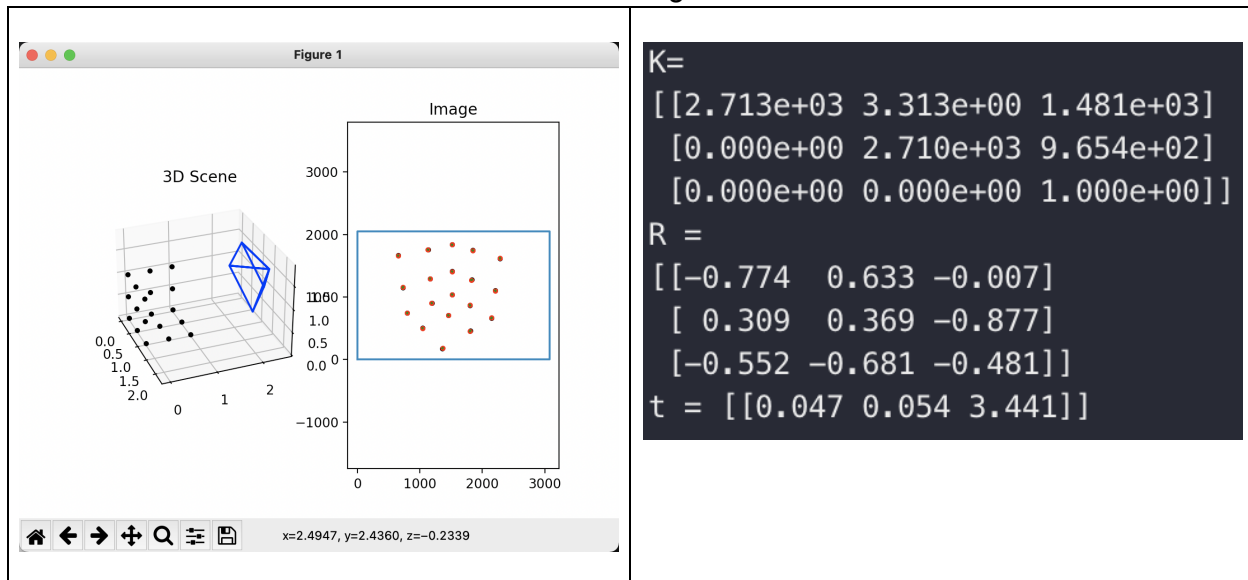 Figure 1
3D Scene
0.0
0.5
1.0
1.5
2.0
0
1
2
0.0
0.5
1.0
Image
3000
2000
0
−1000
0
1000
2000
3000
x=2.4947, y=2.4360, z=−0.2339
K=
[[2.713e+03 3.313e+00 1.481e+03]
[0.000e+00 2.710e+03 9.654e+02]
[0.000e+00 0.000e+00 1.000e+00]]
R =
[[−0.774 0.633 −0.007]
[ 0.309 0.369 −0.877]
[−0.552 −0.681 −0.481]]
t = [[0.047 0.054 3.441]]